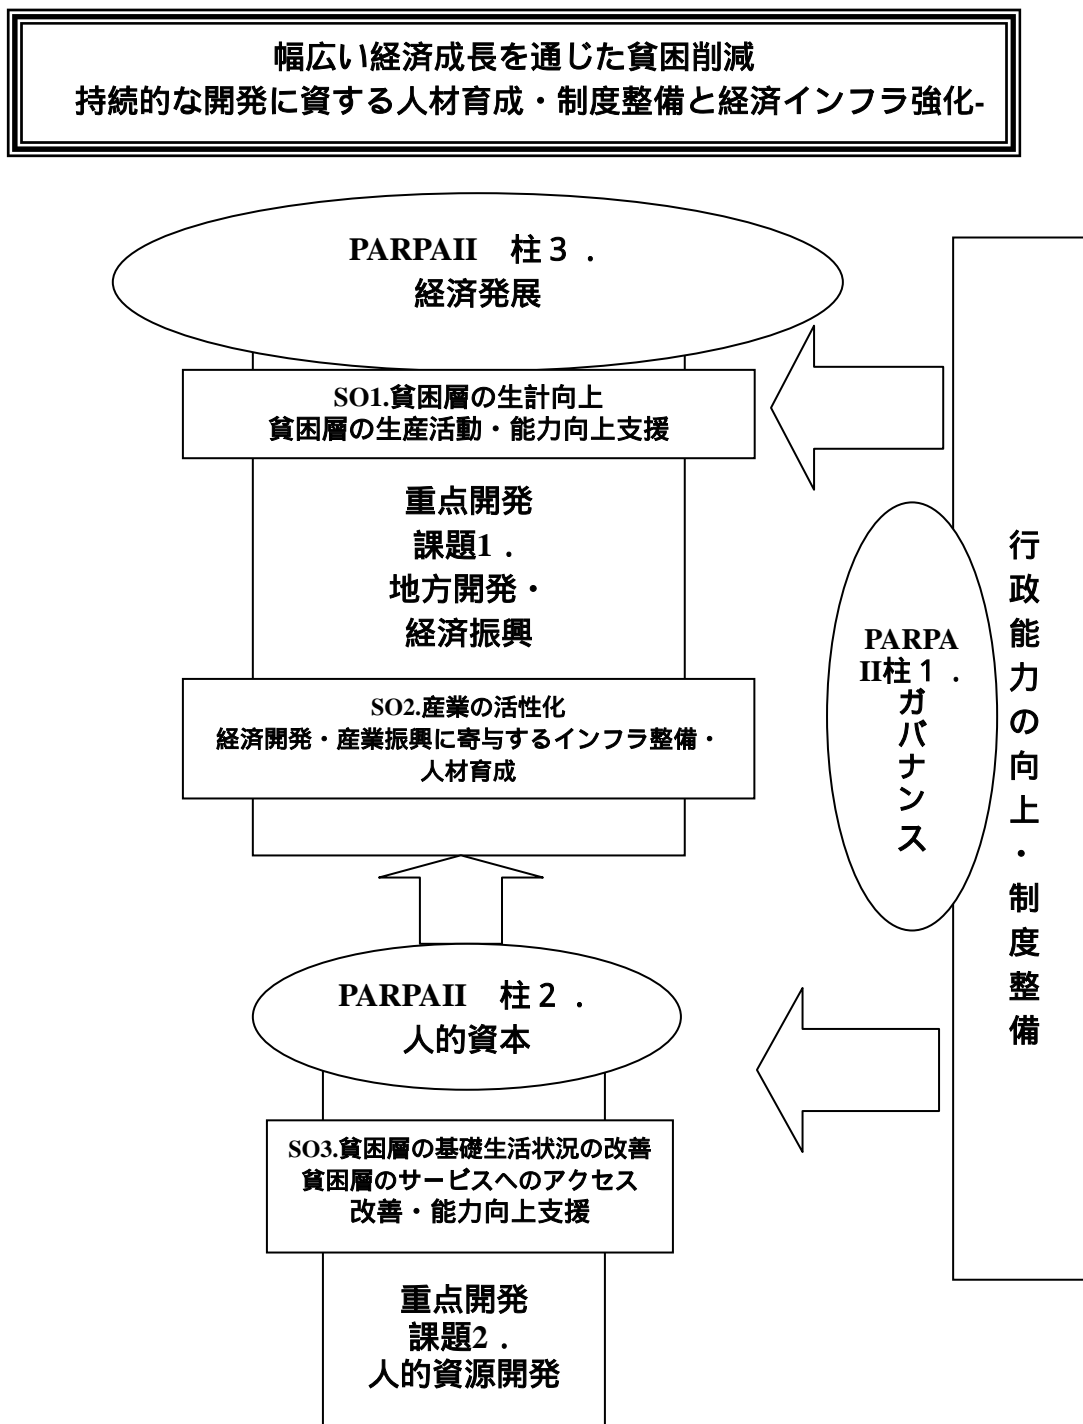 幅広い経済成長を通じた貧困削減
持続的な開発に資する人材育成・制度整備と経済インフラ強化-
PARPAII　柱３．
経済発展
SO1.貧困層の生計向上
貧困層の生産活動・能力向上支援
重点開発
課題1．
地方開発・
経済振興
SO2.産業の活性化
経済開発・産業振興に寄与するインフラ整備・
人材育成
PARPA
II柱１．
ガバナンス
行政能力の向上・制度整備
PARPAII　柱２．
人的資本
SO3.貧困層の基礎生活状況の改善
貧困層のサービスへのアクセス
改善・能力向上支援
重点開発
課題2．
人的資源開発